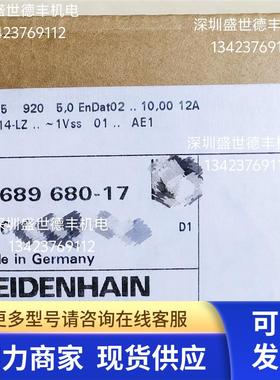 深圳盛世德丰机电
深圳盛世德丰机电
13423769112
13423769112
5 920 5,0 EnDat02 .. 10,00 12A
14-LZ .. ~1Vss 01 .. AE1
深圳盛世德丰机电
13423769112
689 680-17
D1
de in Germany
EIDENHAIN
更多型号请咨询在线客服
力商家 现货供应
可
发